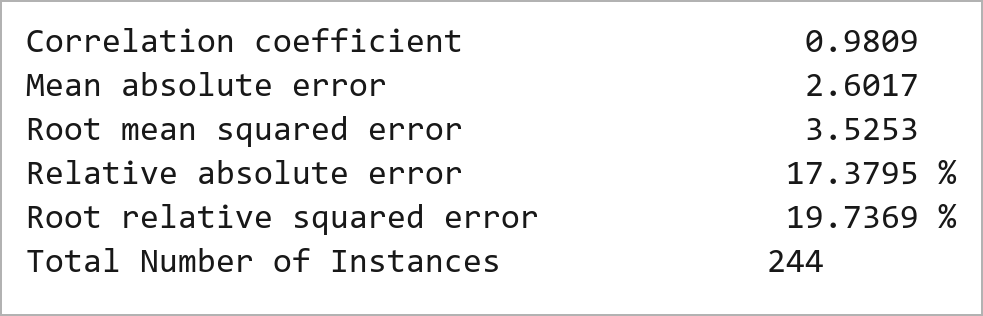 Correlation coefficient 0.9809
Mean absolute error 2.6017
Root mean squared error 3.5253
Relative absolute error 17.3795 %
Root relative squared error 19.7369 %
Total Number of Instances 244